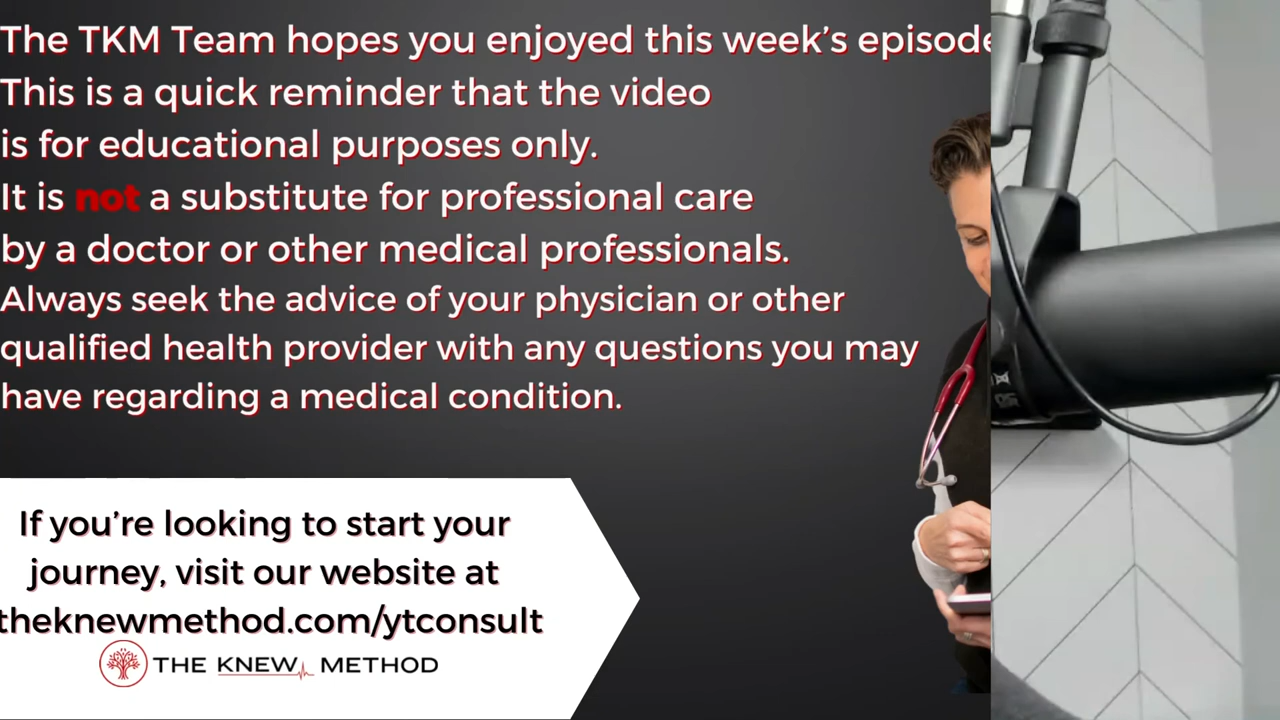 The TKM Team hopes you enjoyed this week's episode
This is a quick reminder that the video
is for educational purposes only.
It is not a substitute for professional care
by a doctor or other medical professionals.
Always seek the advice of your physician or other
qualified health provider with any questions you may
have regarding a medical condition.
If you're looking to start your
journey, visit our website at
theknewmethod.com/ytconsult
THE KNEW METHOD